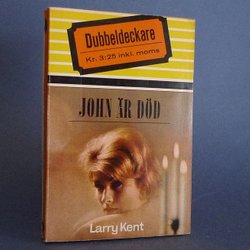 Dubbeldeckare
Kr. 3:25 inkl. moms
JOHN ÄR DÖD
Larry Kent